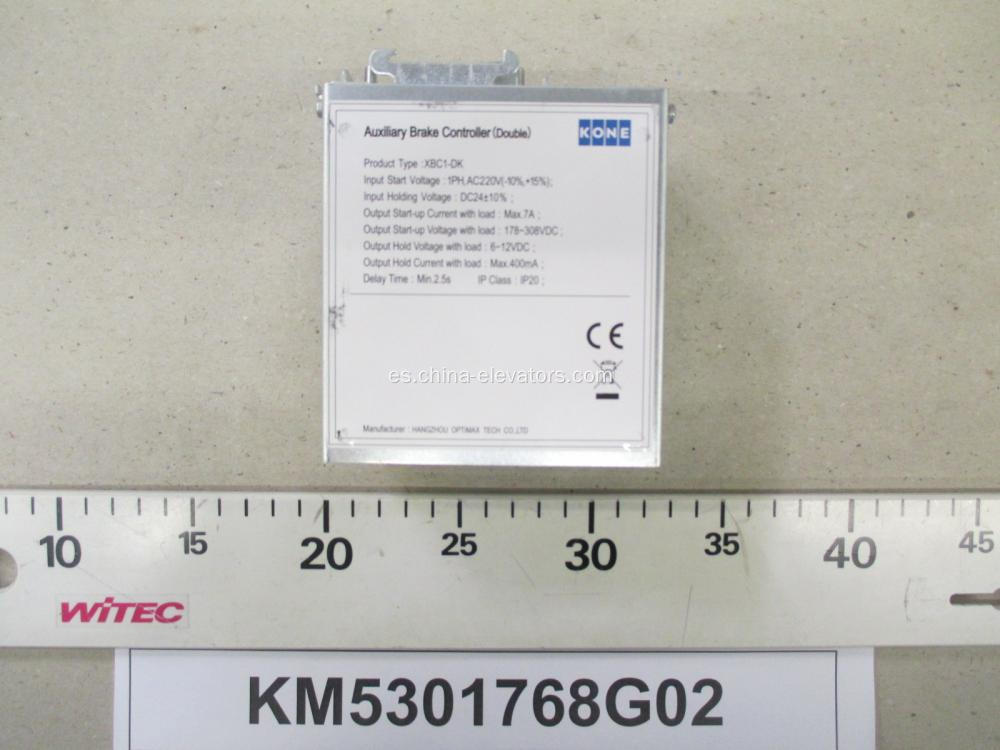 Auxiliary Brake Controller(Double)
KONE
Product Type :XBC1-DK
Input Start Voltage : 1PH,AC220V(-10%,+15%);
Input Holding Voltage : DC24±10% ;
Output Start-up Current with load : Max.7A ;
Output Start-up Voltage with load : 178~308VDC ;
Output Hold Voltage with load : 6~12VDC ;
Output Hold Current with load : Max.400mA ;
Delay Time : Min.2.5s IP Class : IP20 ;
CE
es.china-elevators.com
Manufacturer : HANGZHOU OPTIMAX TECH CO.,LTD
10 15 20 25 30 35 40 45
WiTEC
KM5301768G02